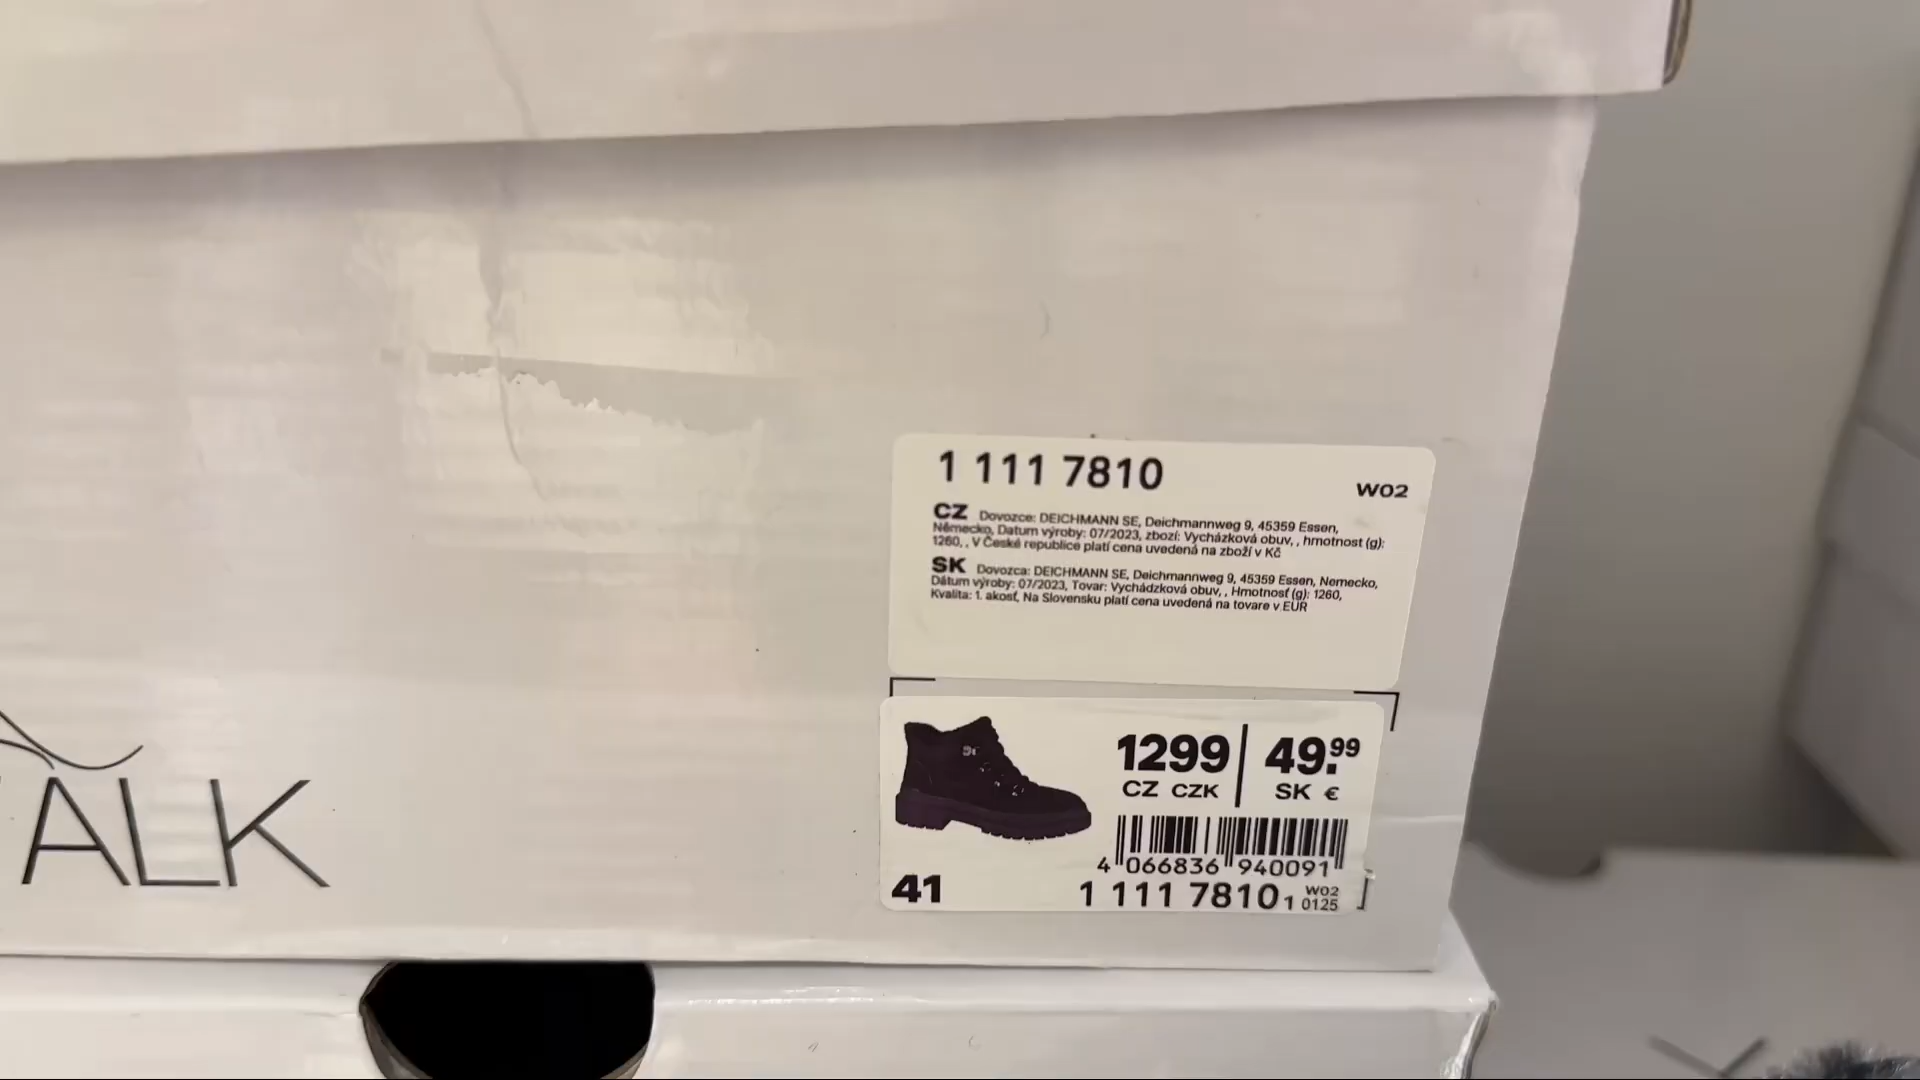 1 111 7810
W02
CZ Dovozce: DEICHMANN SE, Deichmannweg 9, 45359 Essen,
Německo, Datum výroby: 07/2023, zboží: Vycházková obuv, , hmotnost (g):
1260, , V České republice platí cena uvedená na zboží v Kč
SK Dovozca: DEICHMANN SE, Deichmannweg 9, 45359 Essen, Nemecko,
Dátum výroby: 07/2023, Tovar: Vychádzková obuv, , Hmotnosť (g): 1260,
Kvalita: 1. akosť, Na Slovensku platí cena uvedená na tovare v EUR
1299 49.99
CZ CZK SK €
4 066836 940091
41
1 111 7810 1 W02 0125
ALK